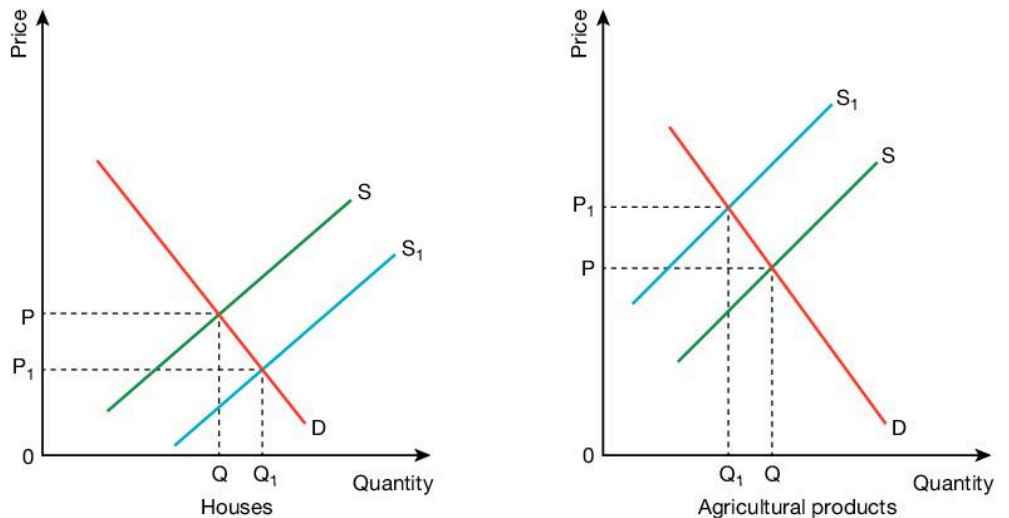 Price
S
S₁
P
P₁
D
0
Q
Q₁
Quantity
Houses
Price
S₁
S
P₁
P
D
0
Q₁
Q
Quantity
Agricultural products